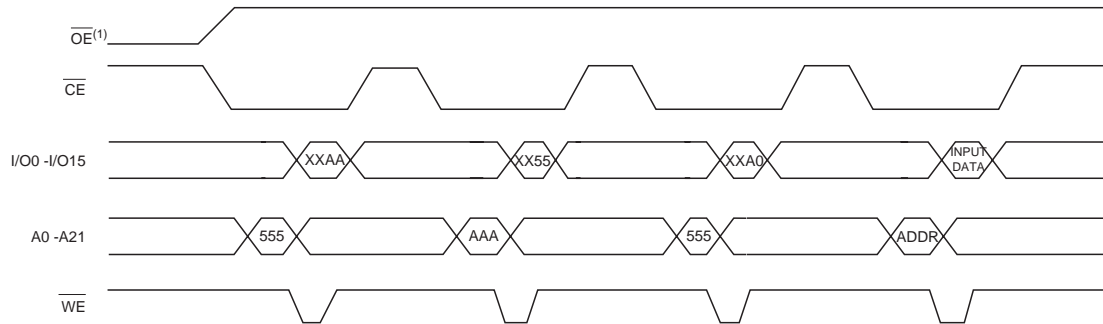 OE(1)
CE
I/O0 -I/O15 XXAA XX55 XXA0 INPUT DATA
A0 -A21 555 AAA 555 ADDR
WE